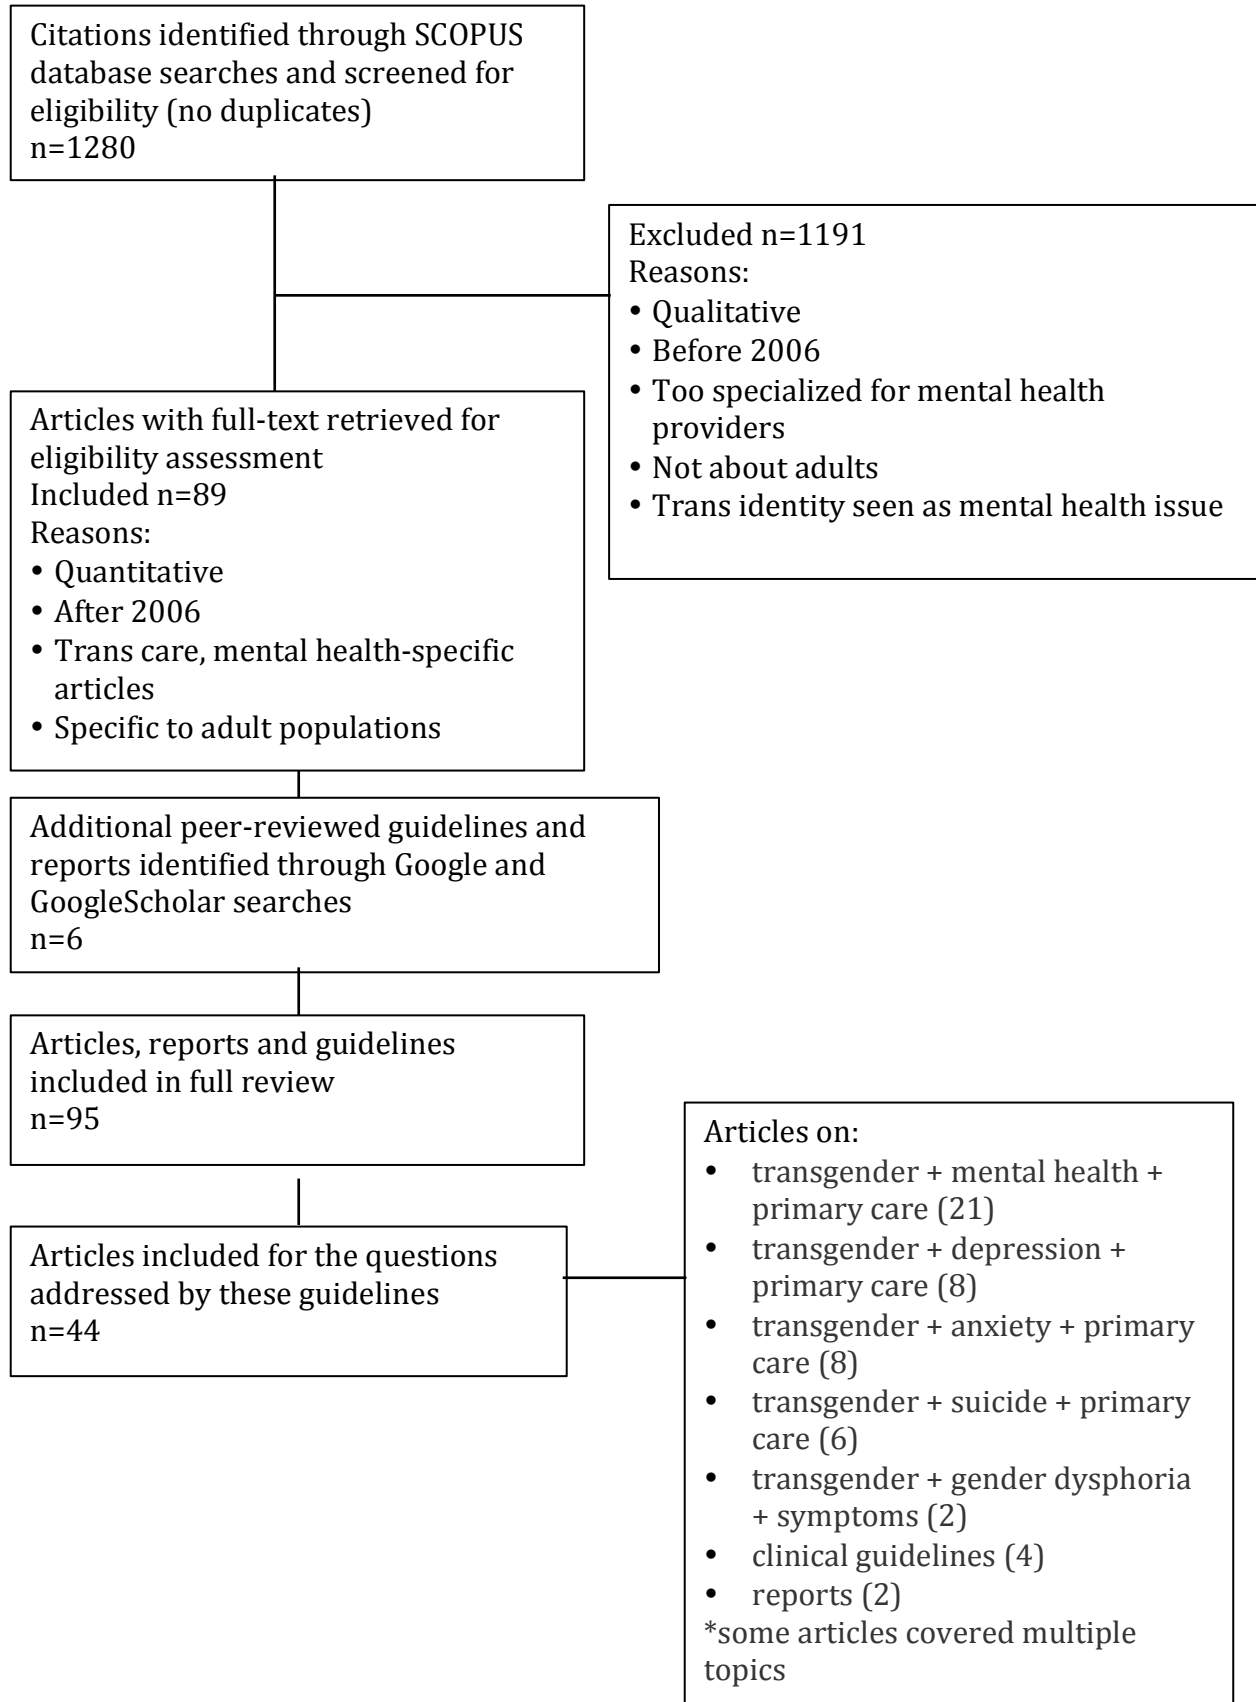 Citations identified through SCOPUS
database searches and screened for
eligibility (no duplicates)
n=1280
Excluded n=1191
Reasons:
• Qualitative
• Before 2006
• Too specialized for mental health
providers
• Not about adults
• Trans identity seen as mental health issue
Articles with full-text retrieved for
eligibility assessment
Included n=89
Reasons:
• Quantitative
• After 2006
• Trans care, mental health-specific
articles
• Specific to adult populations
Additional peer-reviewed guidelines and
reports identified through Google and
GoogleScholar searches
n=6
Articles, reports and guidelines
included in full review
n=95
Articles included for the questions
addressed by these guidelines
n=44
Articles on:
• transgender + mental health +
primary care (21)
• transgender + depression +
primary care (8)
• transgender + anxiety + primary
care (8)
• transgender + suicide + primary
care (6)
• transgender + gender dysphoria
+ symptoms (2)
• clinical guidelines (4)
• reports (2)
*some articles covered multiple
topics